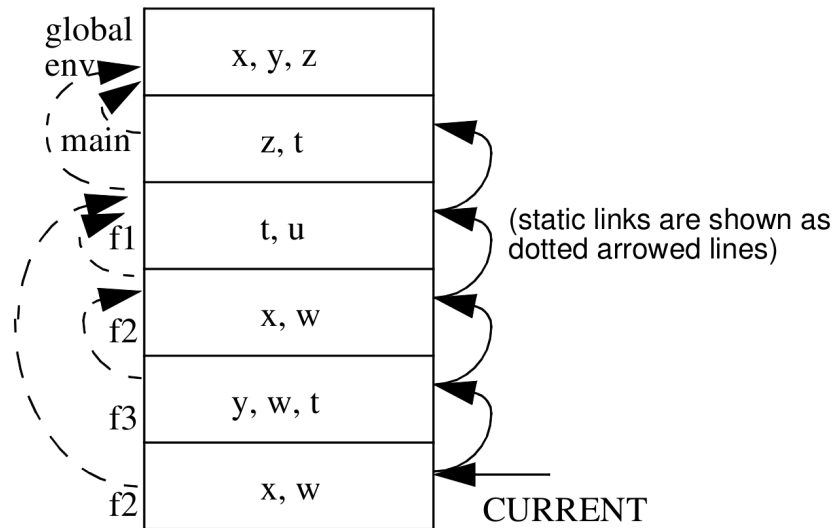 global
env
x, y, z
main
z, t
f1
t, u
(static links are shown as
dotted arrowed lines)
f2
x, w
f3
y, w, t
f2
x, w
CURRENT